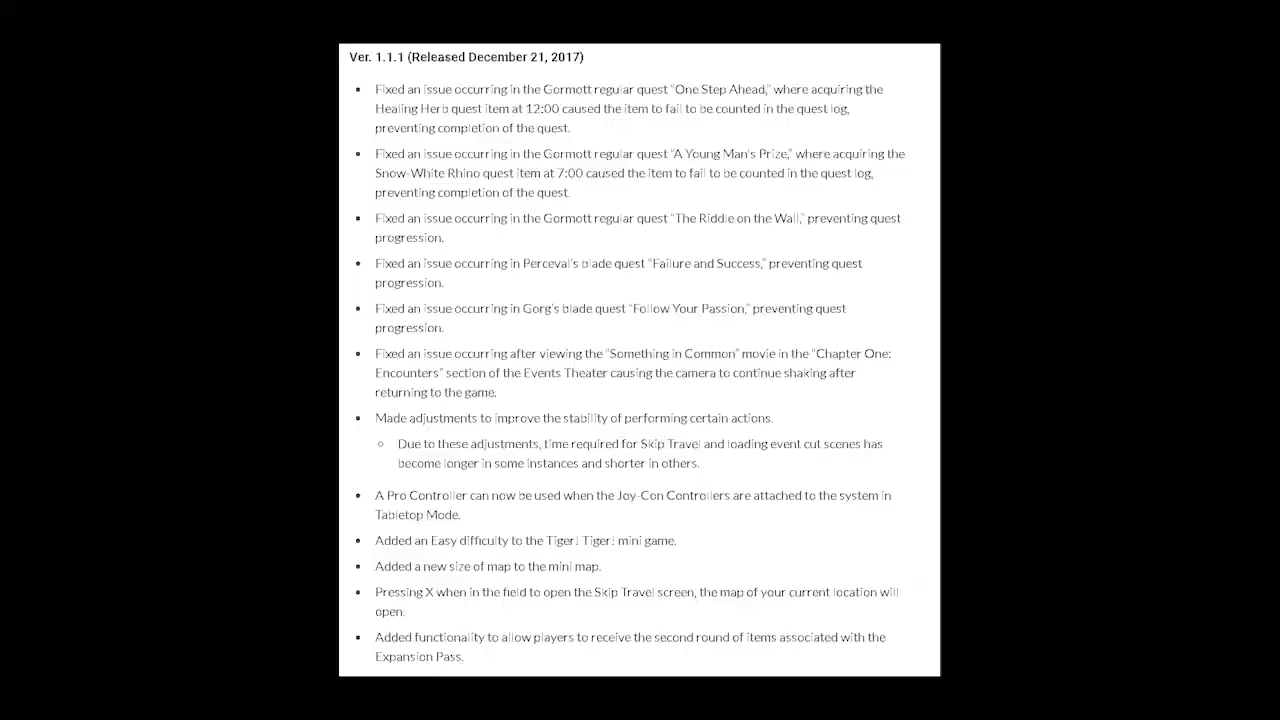 Ver. 1.1.1 (Released December 21, 2017)
• Fixed an issue occurring in the Gormott regular quest “One Step Ahead,” where acquiring the
Healing Herb quest item at 12:00 caused the item to fail to be counted in the quest log,
preventing completion of the quest.
• Fixed an issue occurring in the Gormott regular quest “A Young Man’s Prize,” where acquiring the
Snow-White Rhino quest item at 7:00 caused the item to fail to be counted in the quest log,
preventing completion of the quest.
• Fixed an issue occurring in the Gormott regular quest “The Riddle on the Wall,” preventing quest
progression.
• Fixed an issue occurring in Perceval’s blade quest “Failure and Success,” preventing quest
progression.
• Fixed an issue occurring in Gorg’s blade quest “Follow Your Passion,” preventing quest
progression.
• Fixed an issue occurring after viewing the “Something in Common” movie in the “Chapter One:
Encounters” section of the Events Theater causing the camera to continue shaking after
returning to the game.
• Made adjustments to improve the stability of performing certain actions.
◦ Due to these adjustments, time required for Skip Travel and loading event cut scenes has
become longer in some instances and shorter in others.
• A Pro Controller can now be used when the Joy-Con Controllers are attached to the system in
Tabletop Mode.
• Added an Easy difficulty to the Tiger! Tiger! mini game.
• Added a new size of map to the mini map.
• Pressing X when in the field to open the Skip Travel screen, the map of your current location will
open.
• Added functionality to allow players to receive the second round of items associated with the
Expansion Pass.